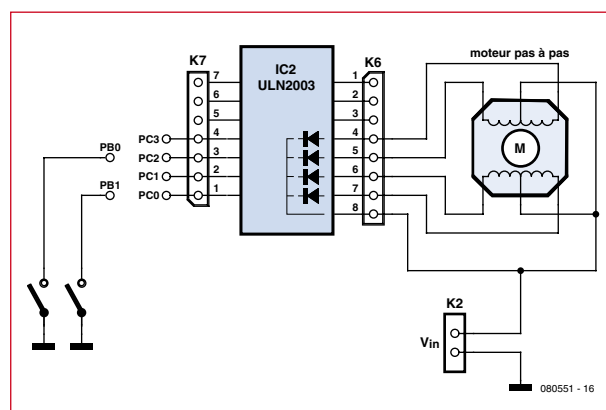 moteur pas à pas
K7
IC2
ULN2003
K6
7
6
5
4
3
2
1
1
2
3
4
5
6
7
8
PC3
PC2
PC1
PC0
PB0
PB1
M
K2
Vin
080551 - 16